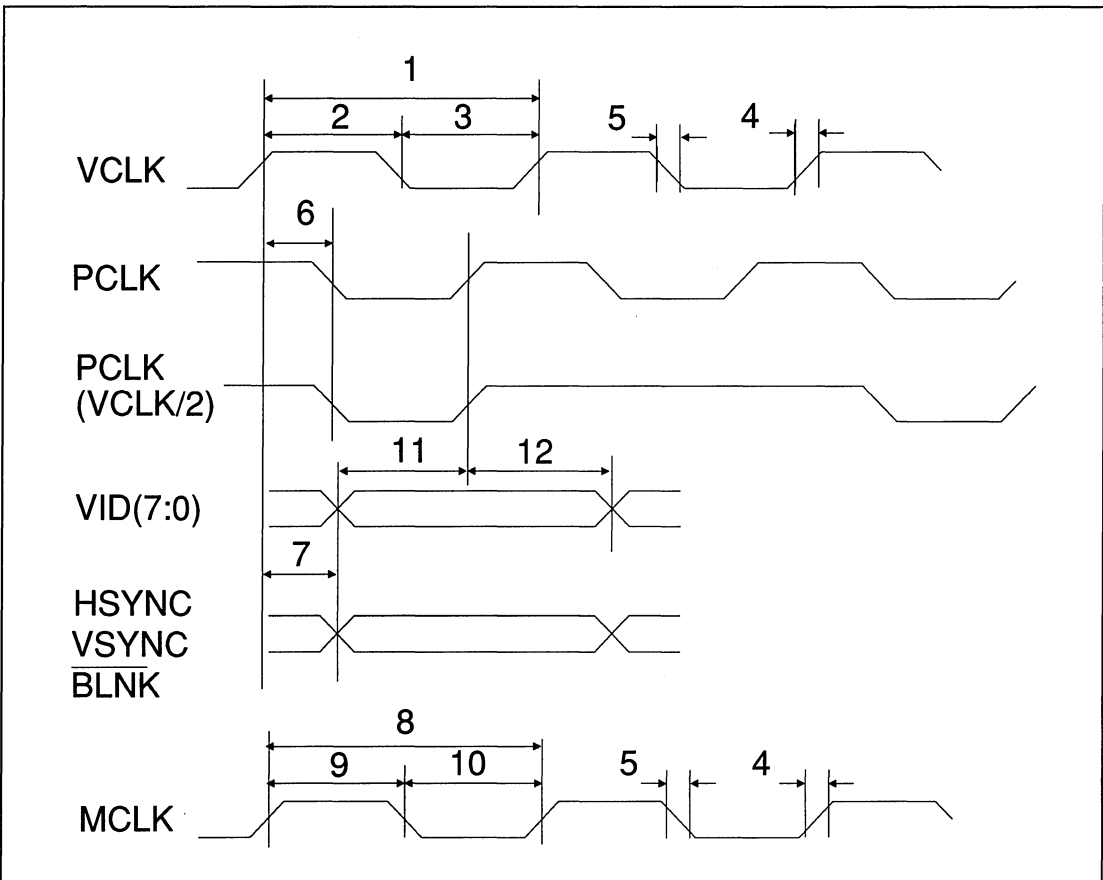 1
2 3 5 4
VCLK
6
PCLK
PCLK
(VCLK/2)
11 12
VID(7:0)
7
HSYNC
VSYNC
B̅L̅N̅K̅
8
9 10 5 4
MCLK